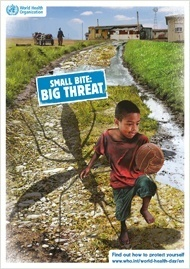 World Health
Organization
SMALL BITE:
BIG THREAT
Find out how to protect yourself
www.who.int/world-health-day/en